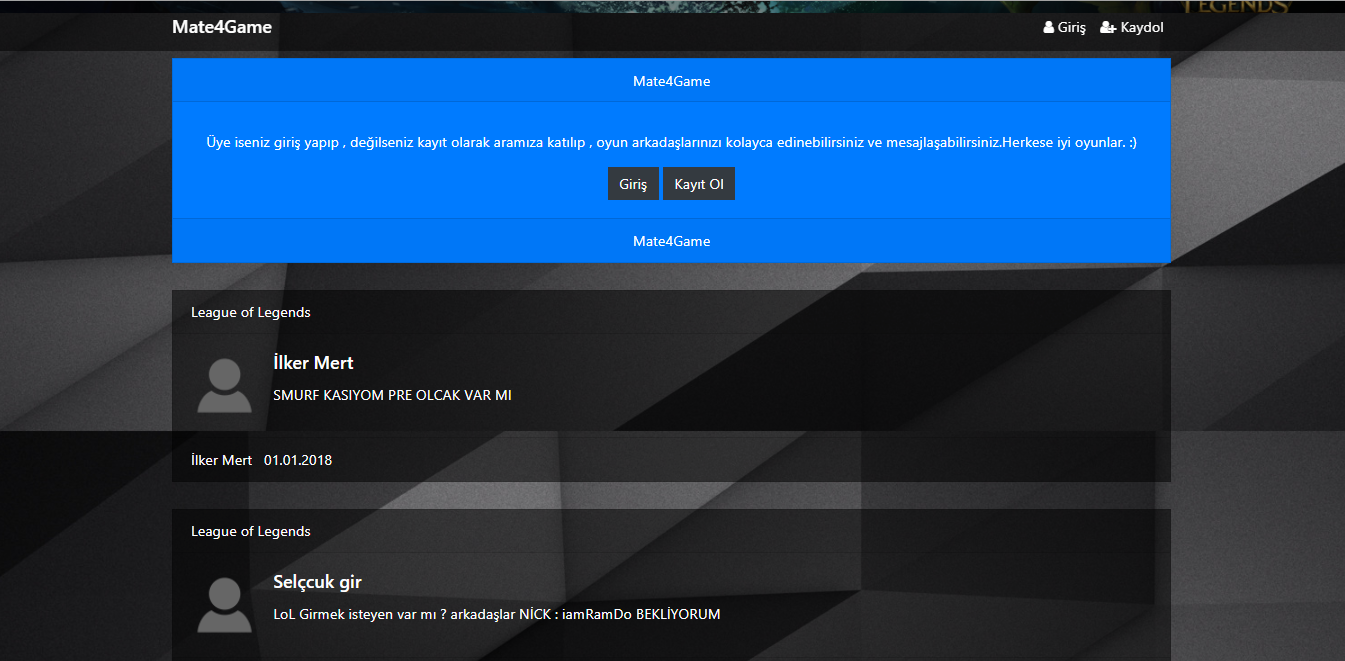 LEGENDS
Mate4Game
Giriş
Kaydol
Mate4Game
Üye iseniz giriş yapıp , değilseniz kayıt olarak aramıza katılıp , oyun arkadaşlarınızı kolayca edinebilirsiniz ve mesajlaşabilirsiniz.Herkese iyi oyunlar. :)
Giriş
Kayıt Ol
Mate4Game
League of Legends
İlker Mert
SMURF KASIYOM PRE OLCAK VAR MI
İlker Mert 01.01.2018
League of Legends
Selçcuk gir
LoL Girmek isteyen var mı ? arkadaşlar NİCK : iamRamDo BEKLİYORUM